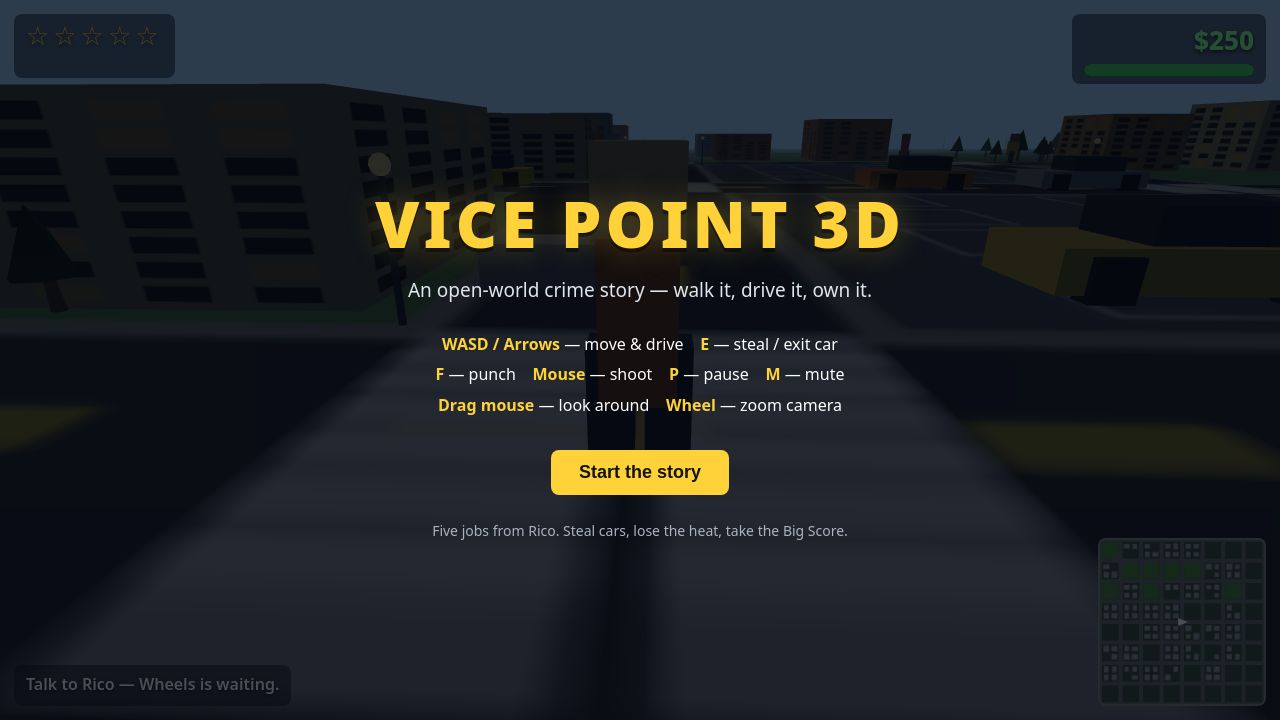 ☆☆☆☆☆
$250
VICE POINT 3D
An open-world crime story — walk it, drive it, own it.
WASD / Arrows — move & drive E — steal / exit car
F — punch Mouse — shoot P — pause M — mute
Drag mouse — look around Wheel — zoom camera
Start the story
Five jobs from Rico. Steal cars, lose the heat, take the Big Score.
Talk to Rico — Wheels is waiting.